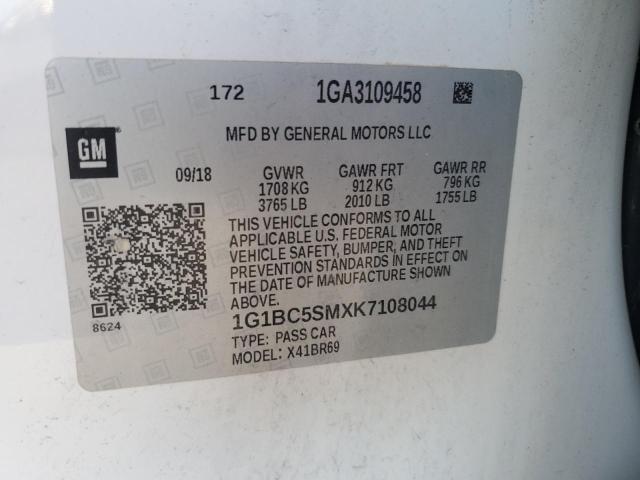 172 1GA3109458
MFD BY GENERAL MOTORS LLC
GM
09/18 GVWR GAWR FRT GAWR RR
1708 KG 912 KG 796 KG
3765 LB 2010 LB 1755 LB
THIS VEHICLE CONFORMS TO ALL
APPLICABLE U.S. FEDERAL MOTOR
VEHICLE SAFETY, BUMPER, AND THEFT
PREVENTION STANDARDS IN EFFECT ON
THE DATE OF MANUFACTURE SHOWN
ABOVE.
8624
1G1BC5SMXK7108044
TYPE: PASS CAR
MODEL: X41BR69